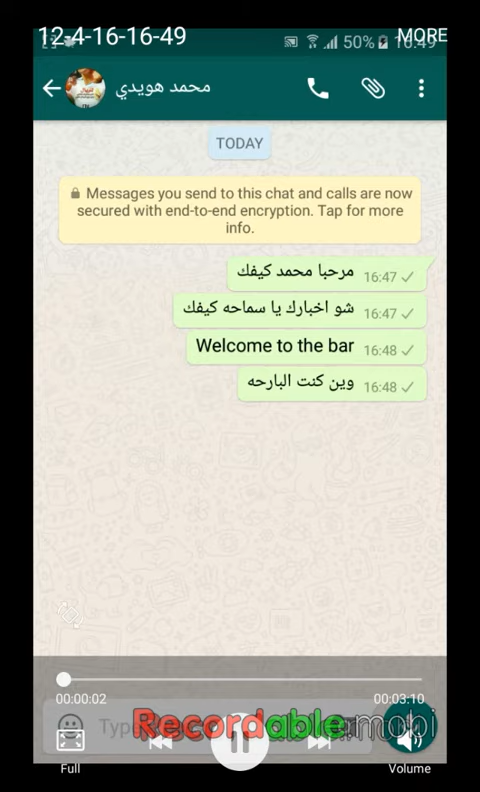 12-4-16-16-49
MORE
50%
16:49
محمد هويدي
TODAY
Messages you send to this chat and calls are now
secured with end-to-end encryption. Tap for more
info.
مرحبا محمد كيفك
16:47
شو اخبارك يا سماحه كيفك
16:47
Welcome to the bar
16:48
وين كنت البارحه
16:48
00:00:02
00:03:10
Recordable.mobi
Full
Volume